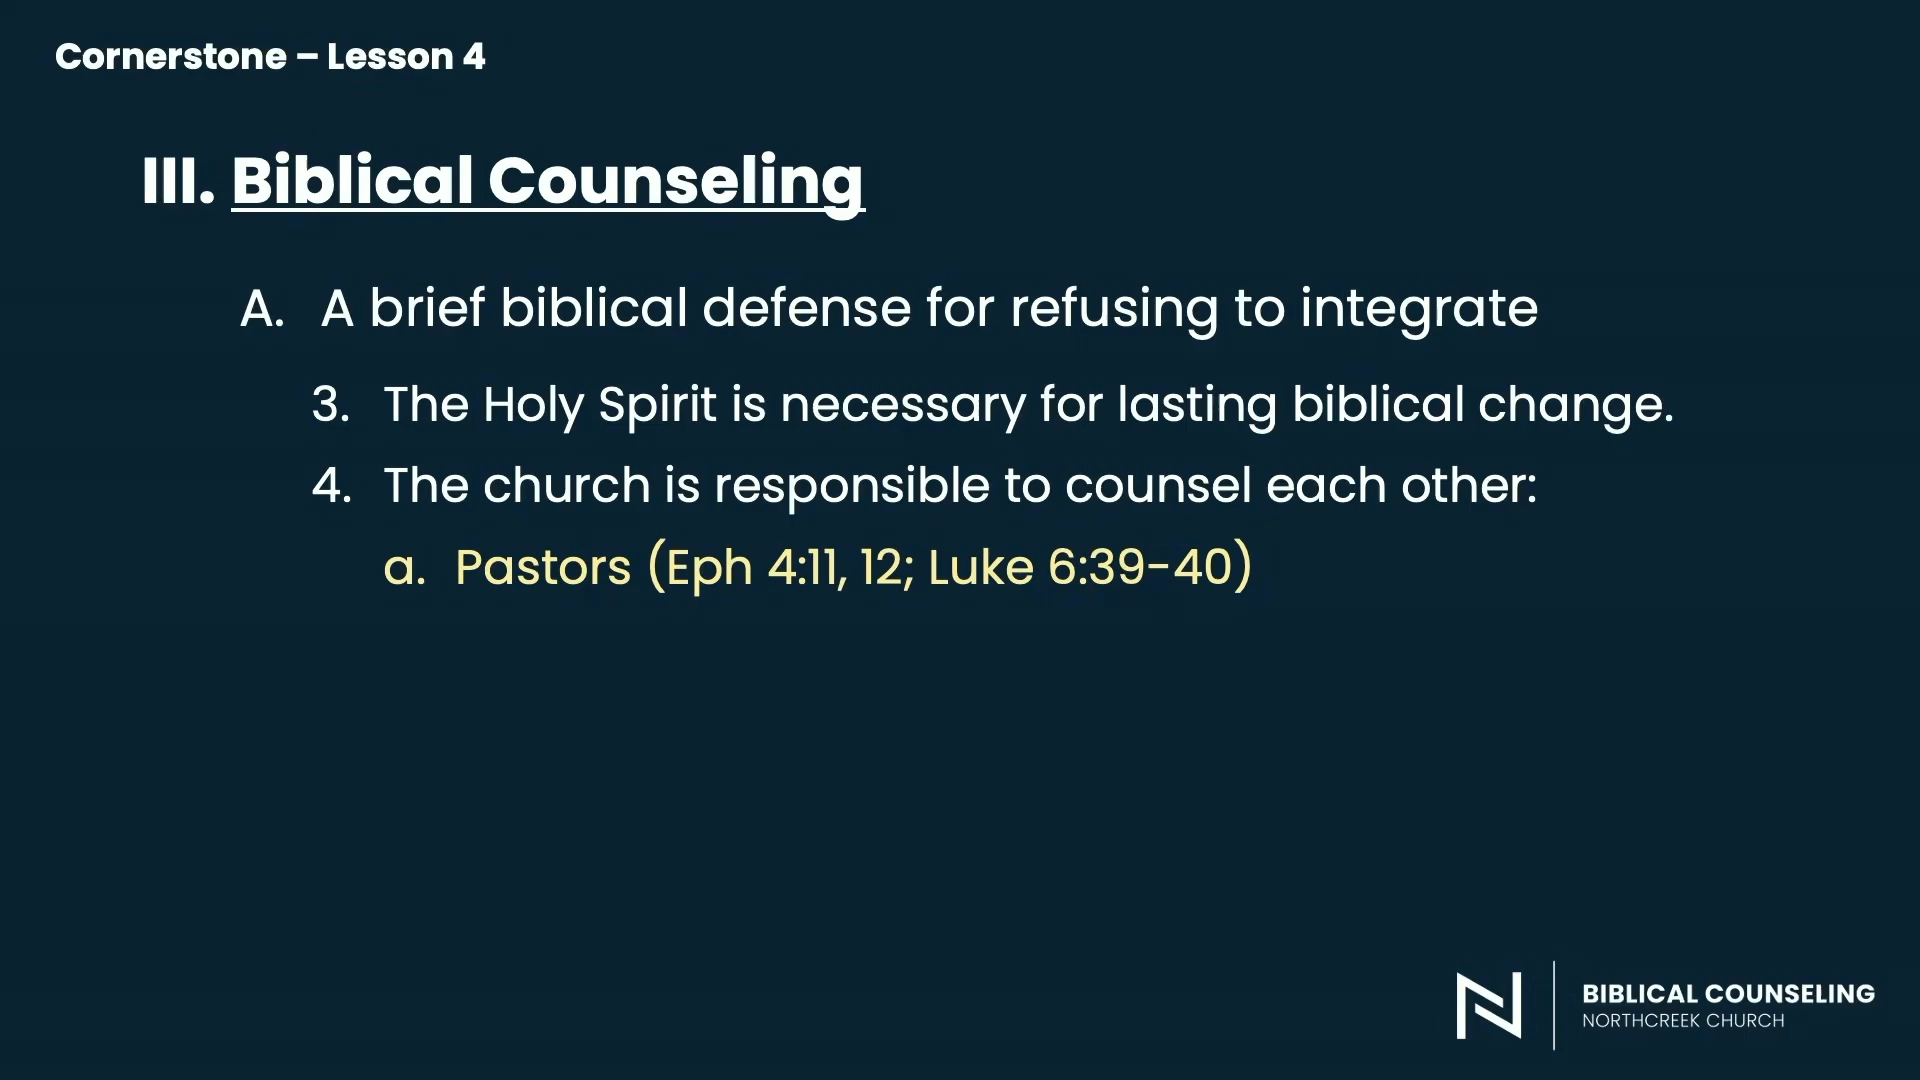 Cornerstone – Lesson 4
III. Biblical Counseling
A. A brief biblical defense for refusing to integrate
3. The Holy Spirit is necessary for lasting biblical change.
4. The church is responsible to counsel each other:
a. Pastors (Eph 4:11, 12; Luke 6:39-40)
BIBLICAL COUNSELING
NORTHCREEK CHURCH